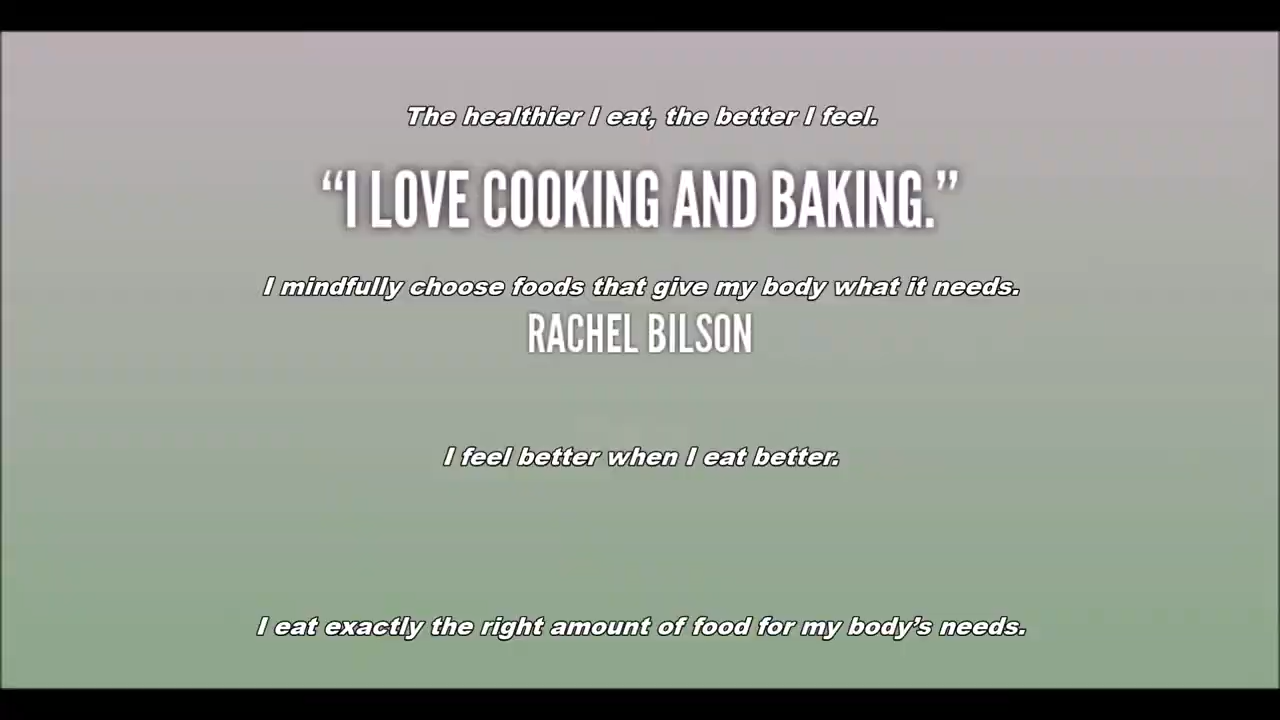 The healthier I eat, the better I feel.
“I LOVE COOKING AND BAKING.”
I mindfully choose foods that give my body what it needs.
RACHEL BILSON
I feel better when I eat better.
I eat exactly the right amount of food for my body’s needs.